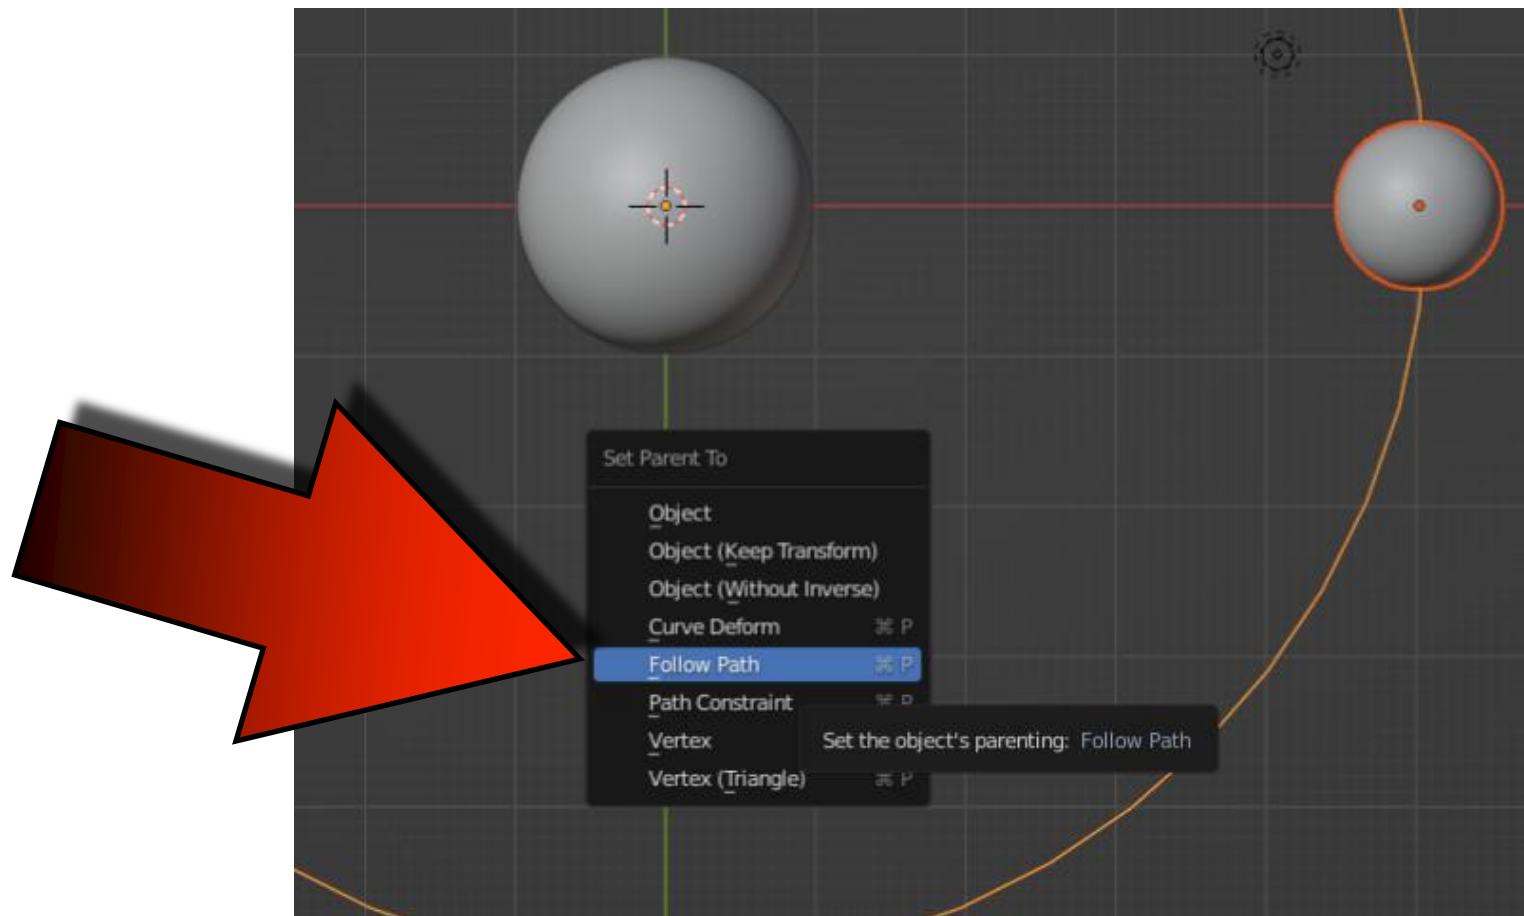 Set Parent To
Object
Object (Keep Transform)
Object (Without Inverse)
Curve Deform ⌘ P
Follow Path ⌘ P
Path Constraint ⌘ P
Vertex
Set the object's parenting: Follow Path
Vertex (Triangle) ⌘ P